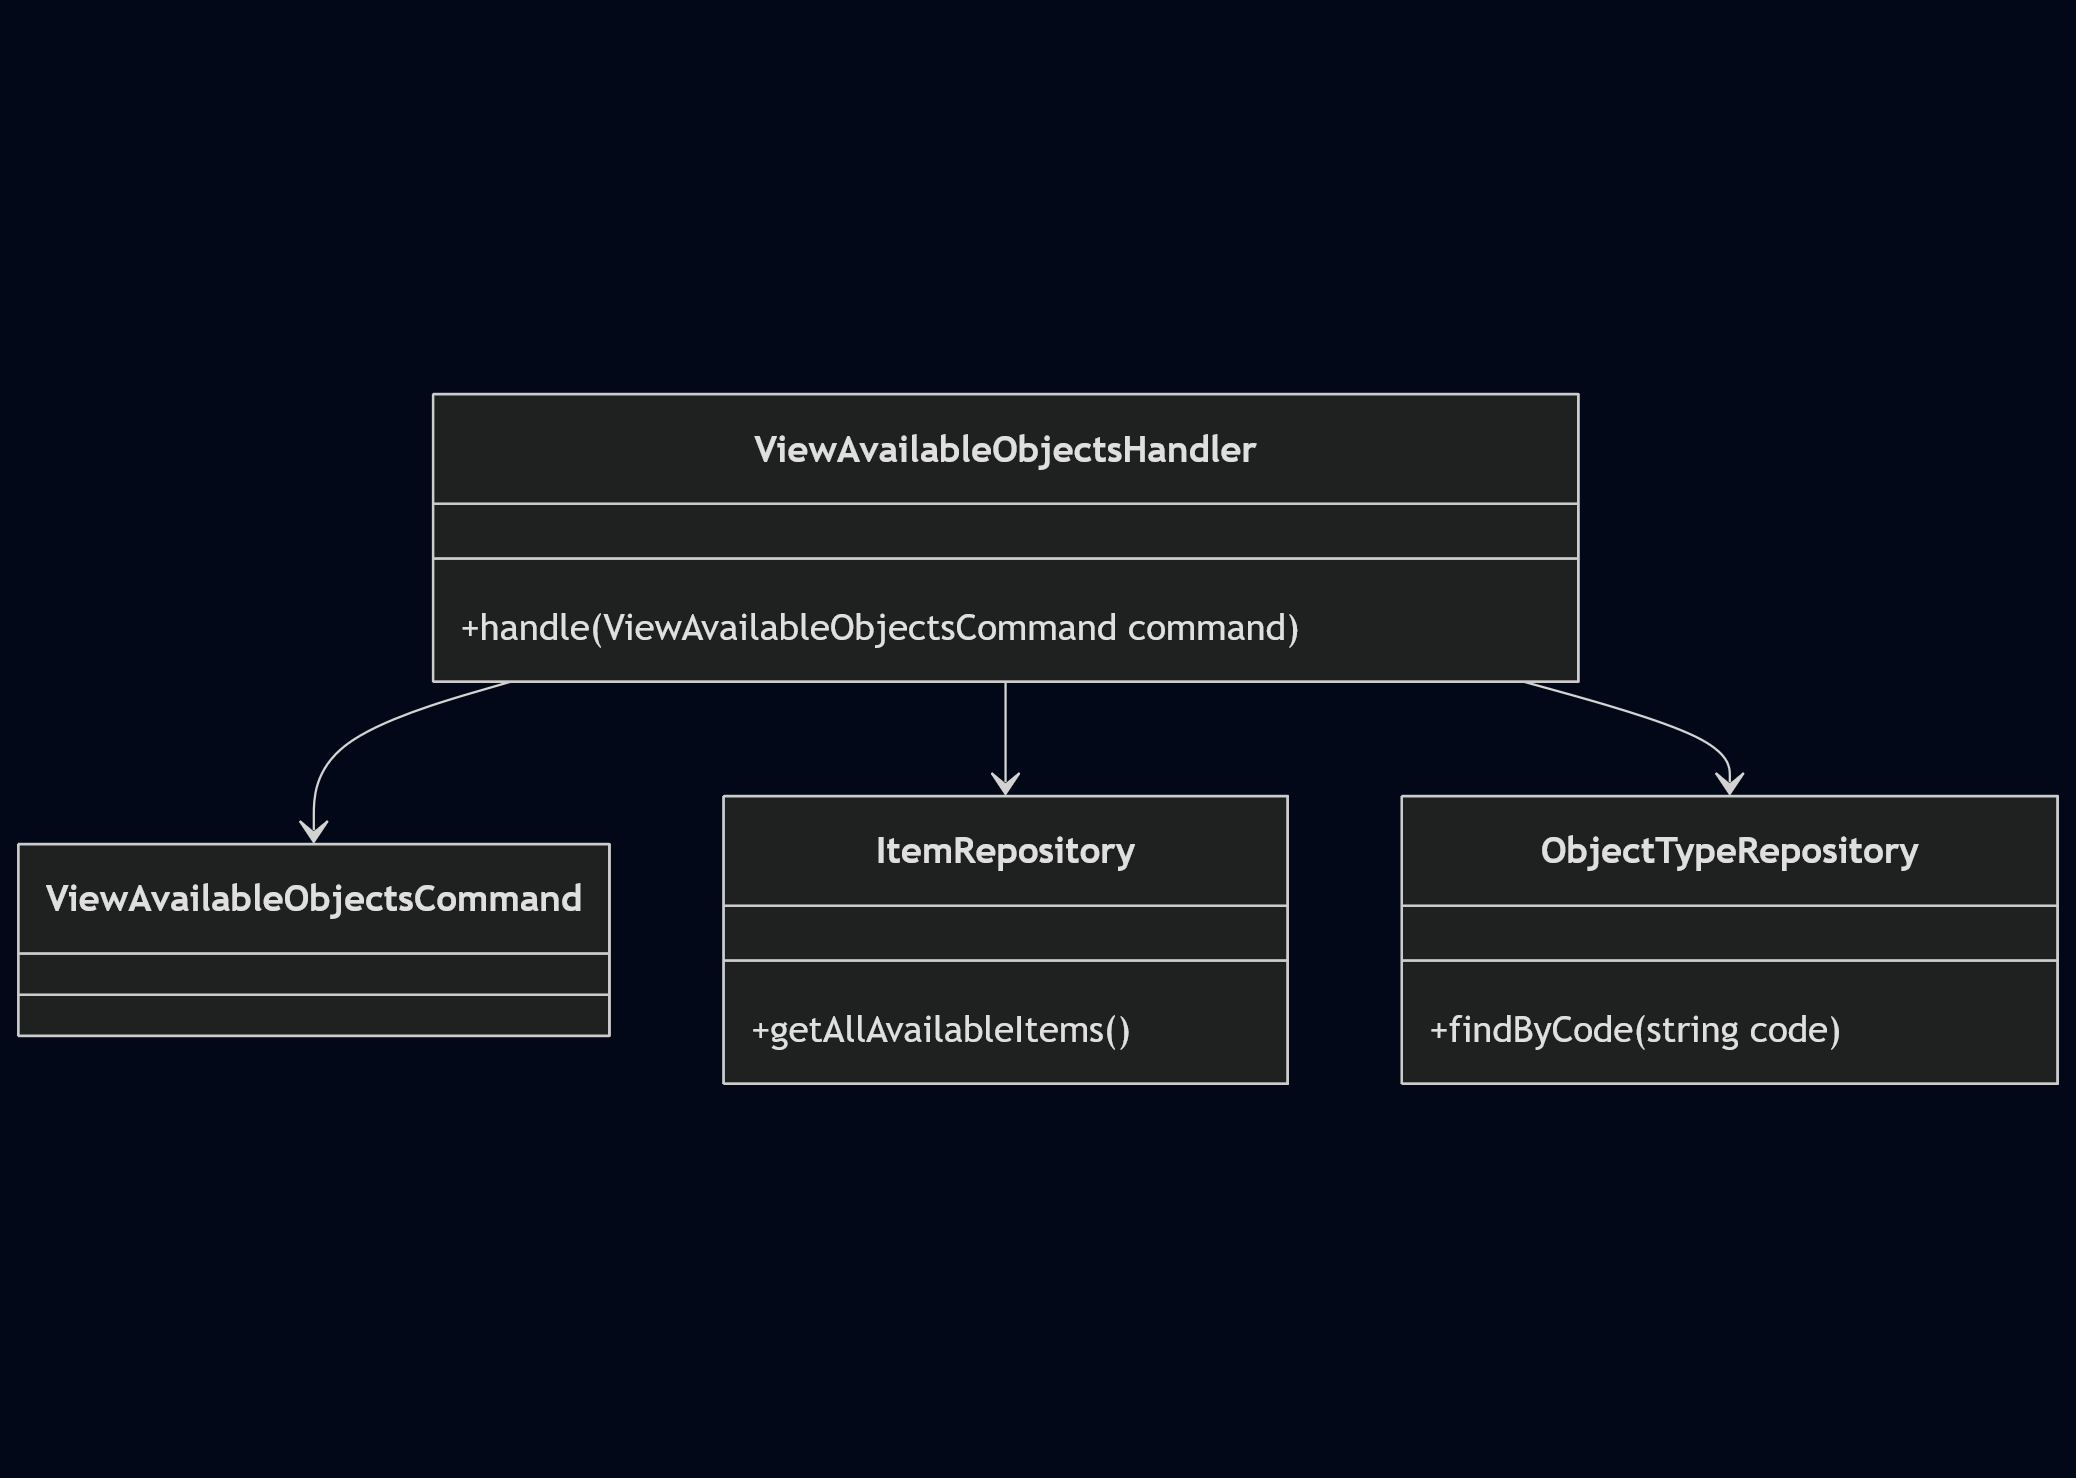 ViewAvailableObjectsHandler
+handle(ViewAvailableObjectsCommand command)
ViewAvailableObjectsCommand
ItemRepository
+getAllAvailableItems()
ObjectTypeRepository
+findByCode(string code)